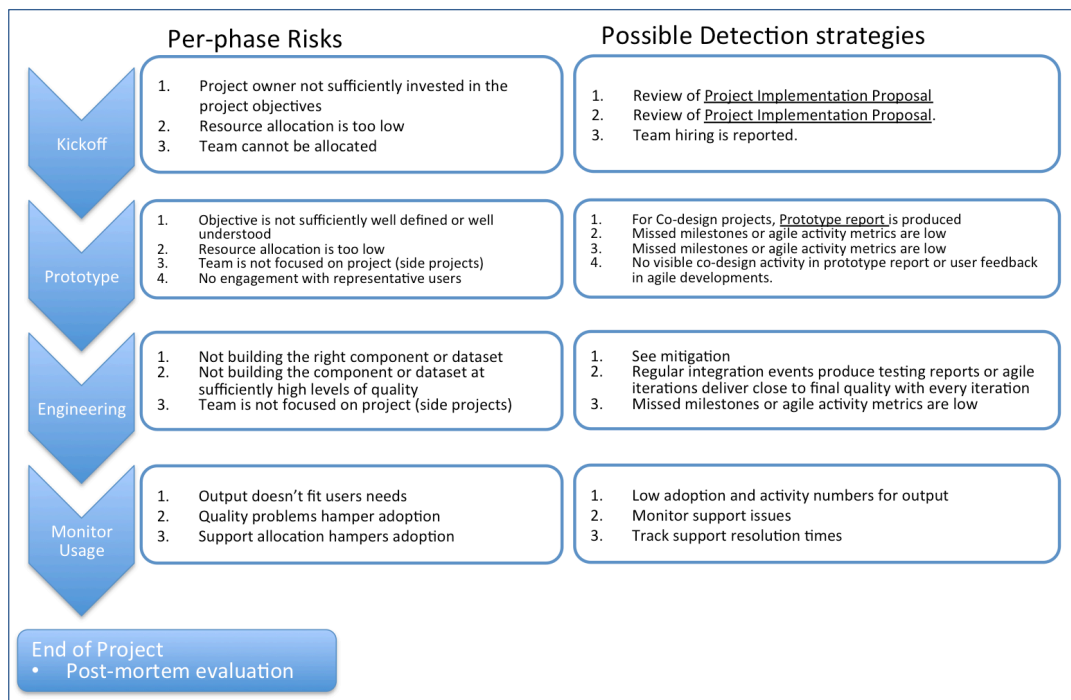 Per-phase Risks
Possible Detection strategies
Kickoff
1. Project owner not sufficiently invested in the
project objectives
2. Resource allocation is too low
3. Team cannot be allocated
1. Review of Project Implementation Proposal
2. Review of Project Implementation Proposal.
3. Team hiring is reported.
Prototype
1. Objective is not sufficiently well defined or well
understood
2. Resource allocation is too low
3. Team is not focused on project (side projects)
4. No engagement with representative users
1. For Co-design projects, Prototype report is produced
2. Missed milestones or agile activity metrics are low
3. Missed milestones or agile activity metrics are low
4. No visible co-design activity in prototype report or user feedback
in agile developments.
Engineering
1. Not building the right component or dataset
2. Not building the component or dataset at
sufficiently high levels of quality
3. Team is not focused on project (side projects)
1. See mitigation
2. Regular integration events produce testing reports or agile
iterations deliver close to final quality with every iteration
3. Missed milestones or agile activity metrics are low
Monitor
Usage
1. Output doesn't fit users needs
2. Quality problems hamper adoption
3. Support allocation hampers adoption
1. Low adoption and activity numbers for output
2. Monitor support issues
3. Track support resolution times
End of Project
• Post-mortem evaluation